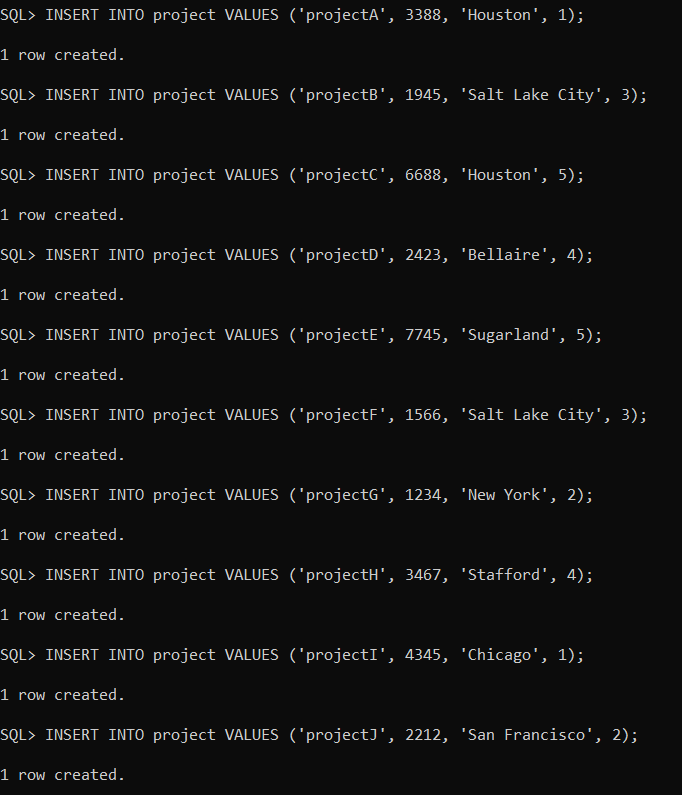 SQL> INSERT INTO project VALUES ('projectA', 3388, 'Houston', 1);
1 row created.
SQL> INSERT INTO project VALUES ('projectB', 1945, 'Salt Lake City', 3);
1 row created.
SQL> INSERT INTO project VALUES ('projectC', 6688, 'Houston', 5);
1 row created.
SQL> INSERT INTO project VALUES ('projectD', 2423, 'Bellaire', 4);
1 row created.
SQL> INSERT INTO project VALUES ('projectE', 7745, 'Sugarland', 5);
1 row created.
SQL> INSERT INTO project VALUES ('projectF', 1566, 'Salt Lake City', 3);
1 row created.
SQL> INSERT INTO project VALUES ('projectG', 1234, 'New York', 2);
1 row created.
SQL> INSERT INTO project VALUES ('projectH', 3467, 'Stafford', 4);
1 row created.
SQL> INSERT INTO project VALUES ('projectI', 4345, 'Chicago', 1);
1 row created.
SQL> INSERT INTO project VALUES ('projectJ', 2212, 'San Francisco', 2);
1 row created.